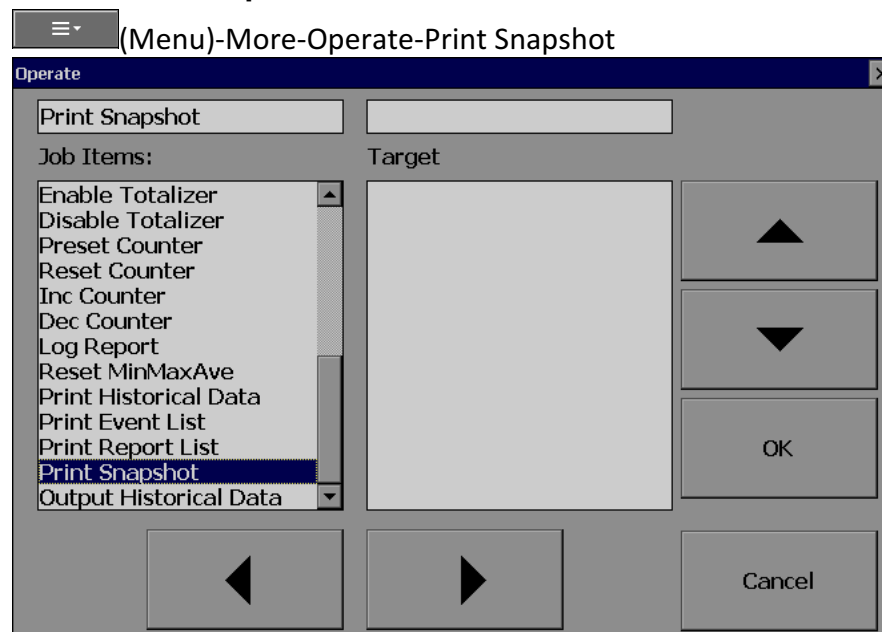 (Menu)-More-Operate-Print Snapshot
Operate
Print Snapshot
Job Items:
Target
Enable Totalizer
Disable Totalizer
Preset Counter
Reset Counter
Inc Counter
Dec Counter
Log Report
Reset MinMaxAve
Print Historical Data
Print Event List
Print Report List
Print Snapshot
Output Historical Data
OK
Cancel